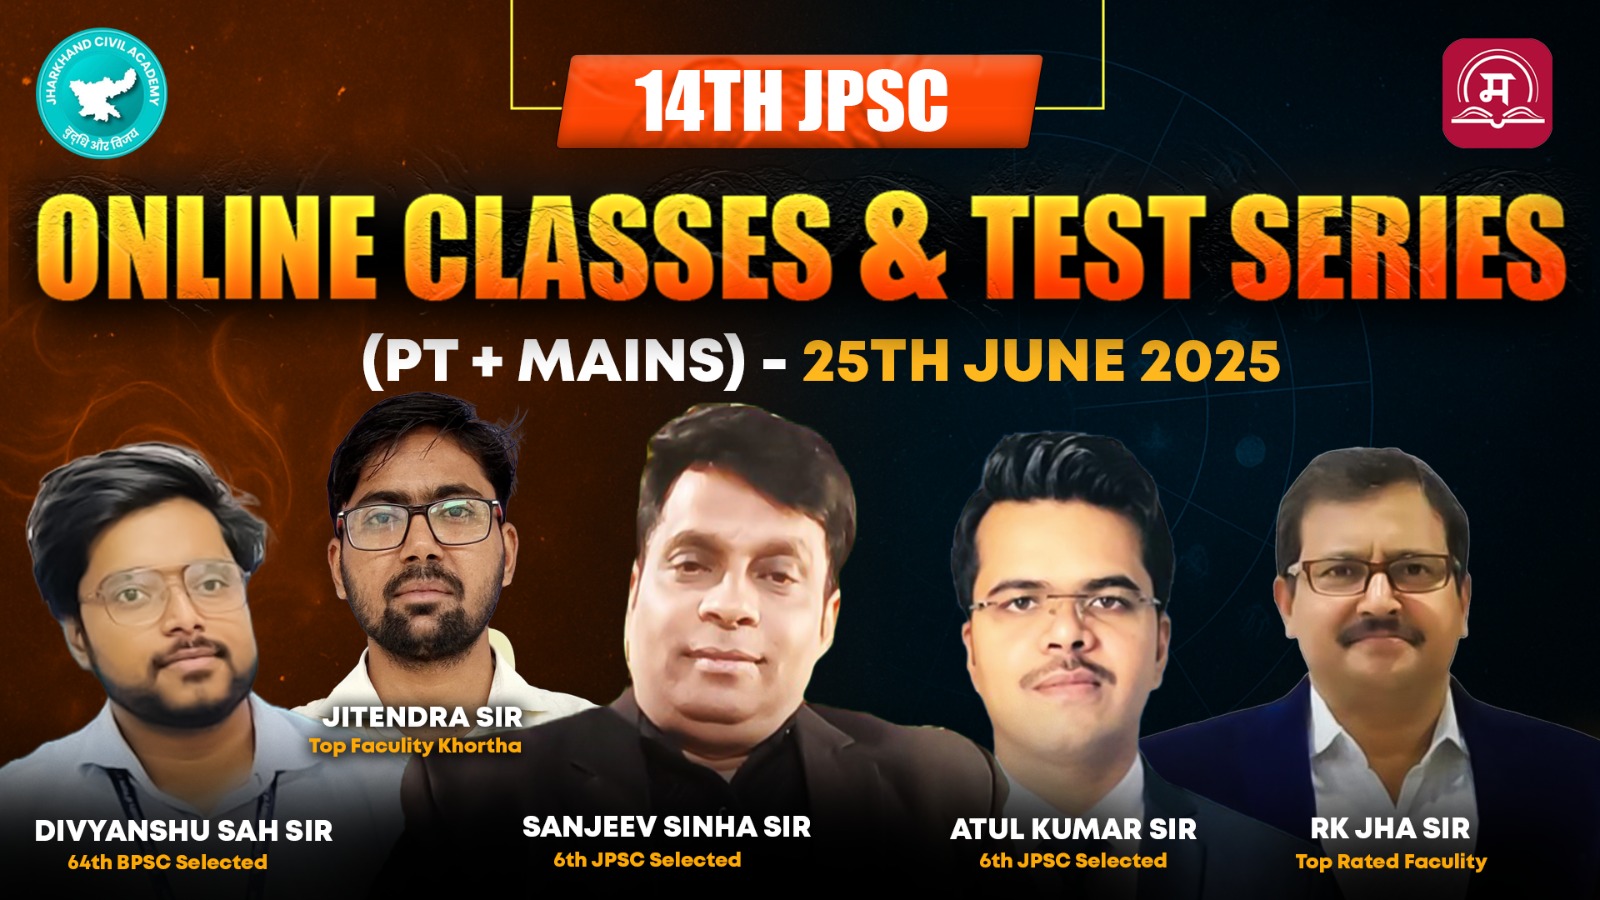 JHARKHAND CIVIL ACADEMY
वृद्धि और विजय
म
14TH JPSC
ONLINE CLASSES & TEST SERIES
(PT + MAINS) - 25TH JUNE 2025
JITENDRA SIR
Top Faculity Khortha
DIVYANSHU SAH SIR
64th BPSC Selected
SANJEEV SINHA SIR
6th JPSC Selected
ATUL KUMAR SIR
6th JPSC Selected
RK JHA SIR
Top Rated Faculity